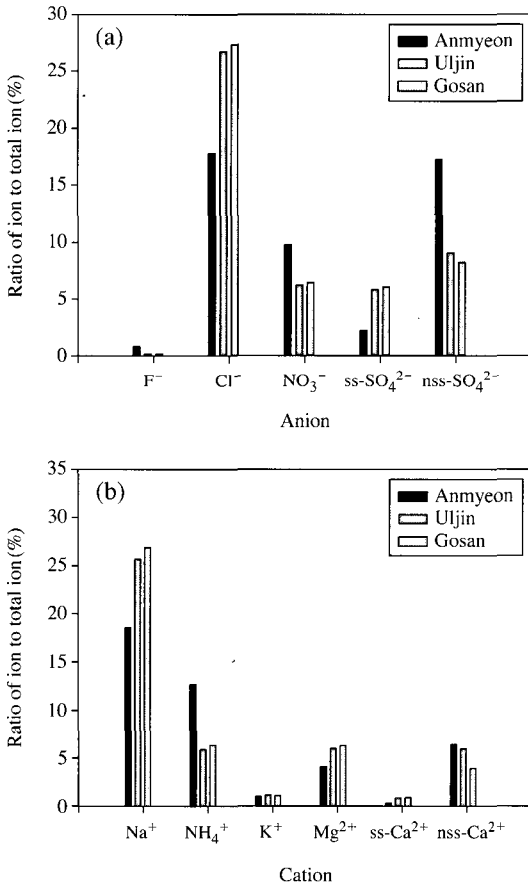 (a)
Anmyeon
Uljin
Gosan
Ratio of ion to total ion (%)
30
25
20
15
10
5
0
F⁻ Cl⁻ NO₃⁻ ss-SO₄²⁻ nss-SO₄²⁻
Anion
(b)
Anmyeon
Uljin
Gosan
Ratio of ion to total ion (%)
35
30
25
20
15
10
5
0
Na⁺ NH₄⁺ K⁺ Mg²⁺ ss-Ca²⁺ nss-Ca²⁺
Cation